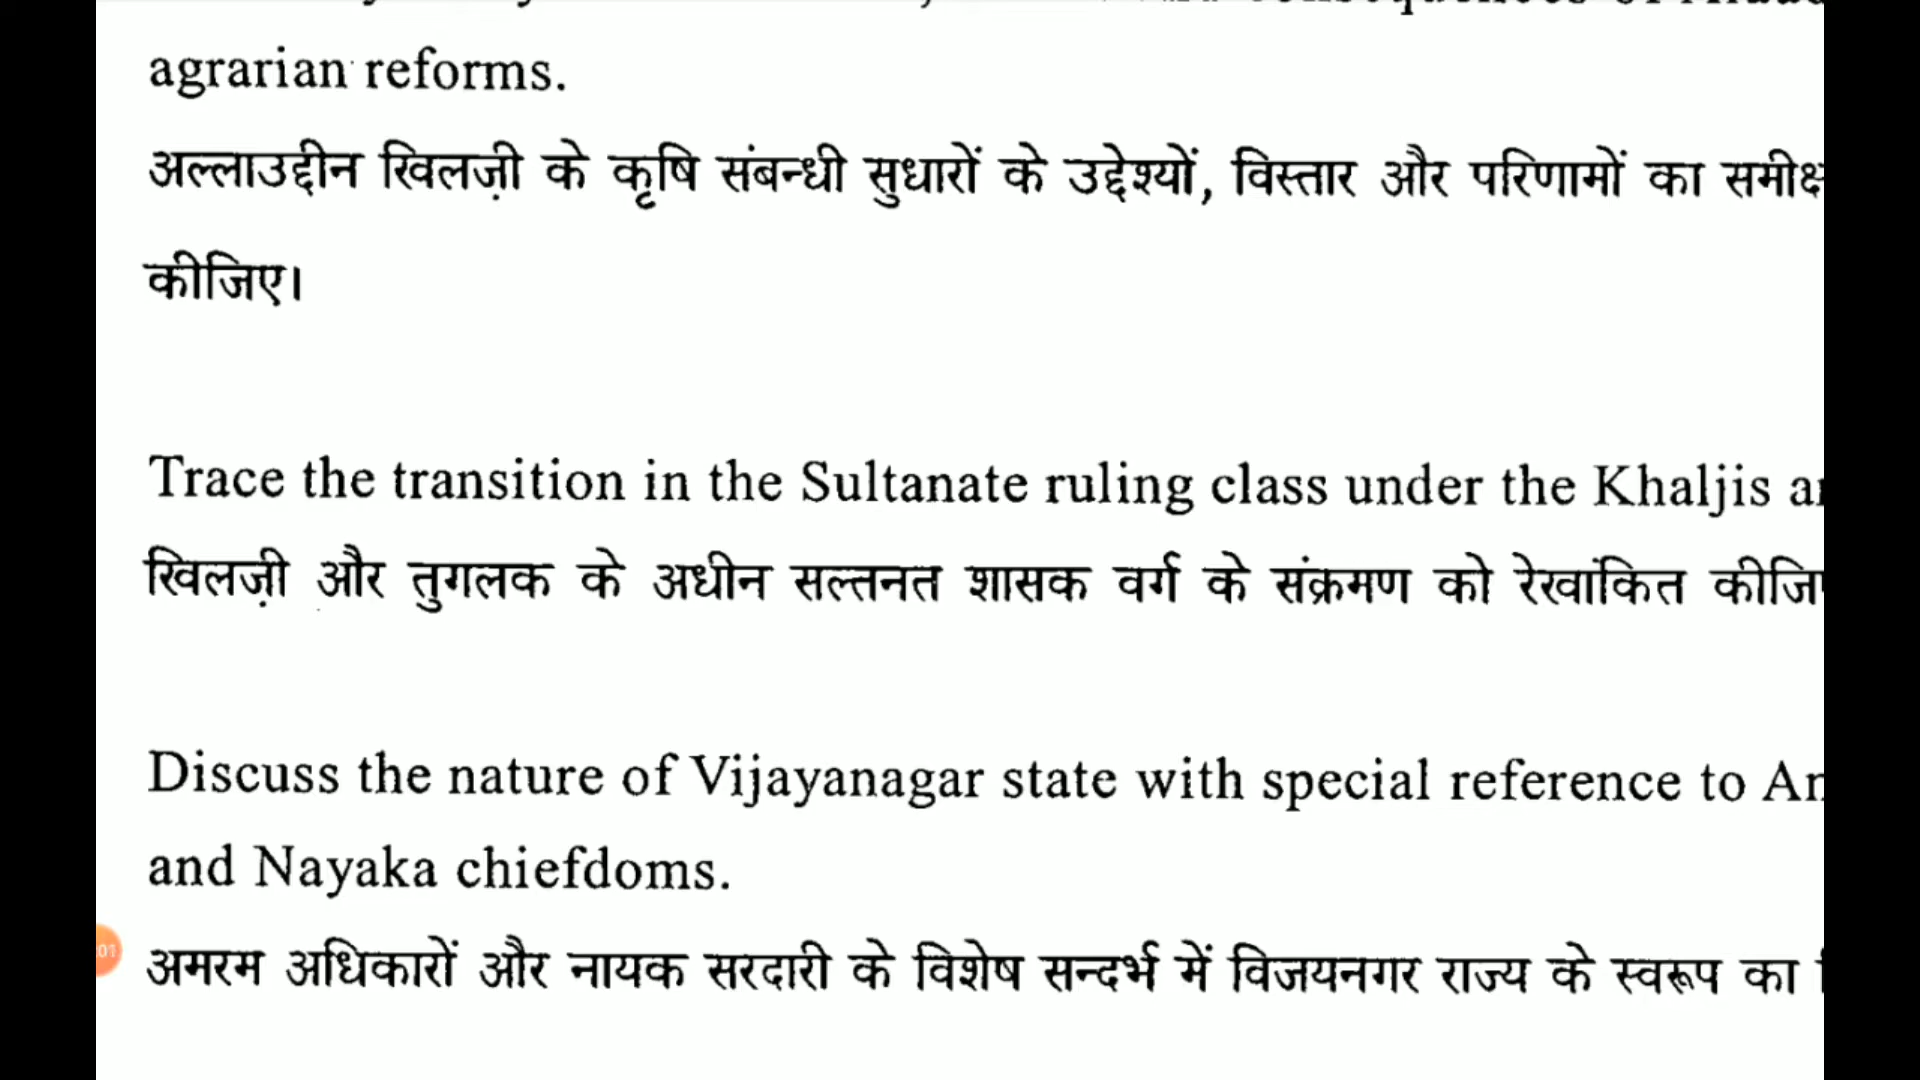 consequences of
agrarian reforms.
अल्लाउद्दीन खिलज़ी के कृषि संबन्धी सुधारों के उद्देश्यों, विस्तार और परिणामों का
कीजिए।
Trace the transition in the Sultanate ruling class under the Khaljis
खिलज़ी और तुगलक के अधीन सल्तनत शासक वर्ग के संक्रमण को रेखांकित
Discuss the nature of Vijayanagar state with special reference to
and Nayaka chiefdoms.
अमरम अधिकारों और नायक सरदारी के विशेष सन्दर्भ में विजयनगर राज्य के स्वरूप का